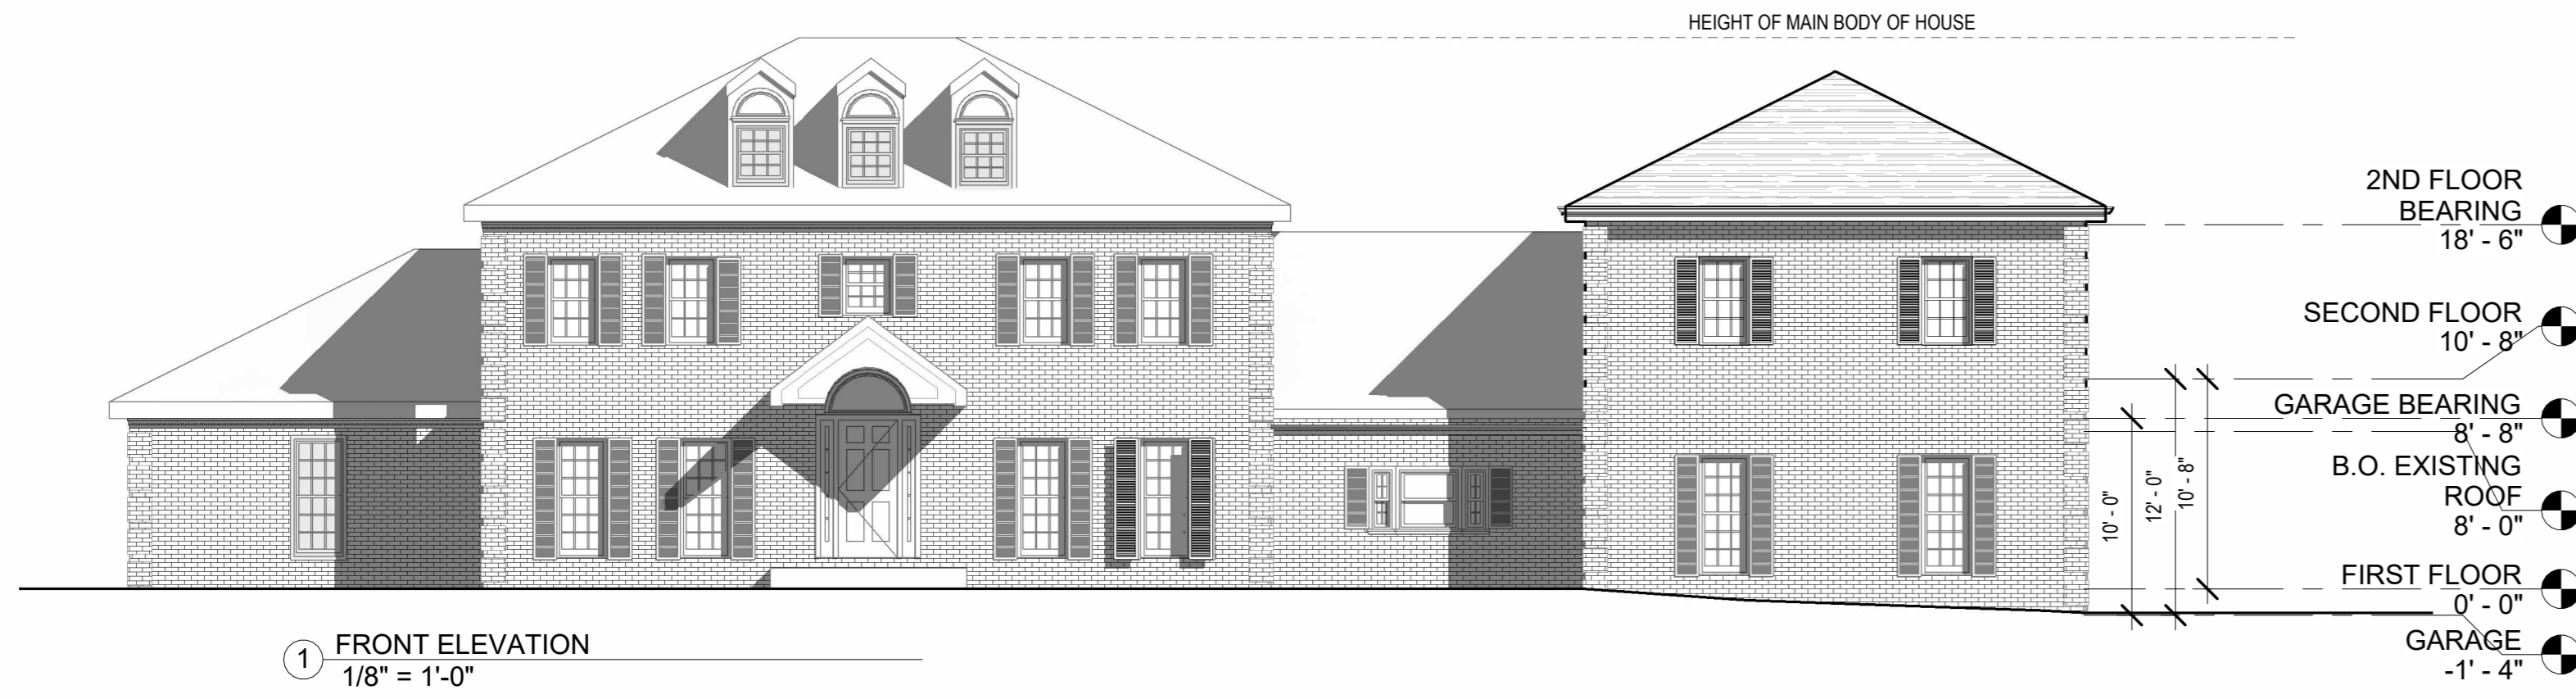 HEIGHT OF MAIN BODY OF HOUSE
2ND FLOOR
BEARING
18' - 6"
SECOND FLOOR
10' - 8"
GARAGE BEARING
8' - 8"
B.O. EXISTING
ROOF
8' - 0"
FIRST FLOOR
0' - 0"
GARAGE
-1' - 4"
10' - 0"
12' - 0"
10' - 8"
1 FRONT ELEVATION
1/8" = 1'-0"